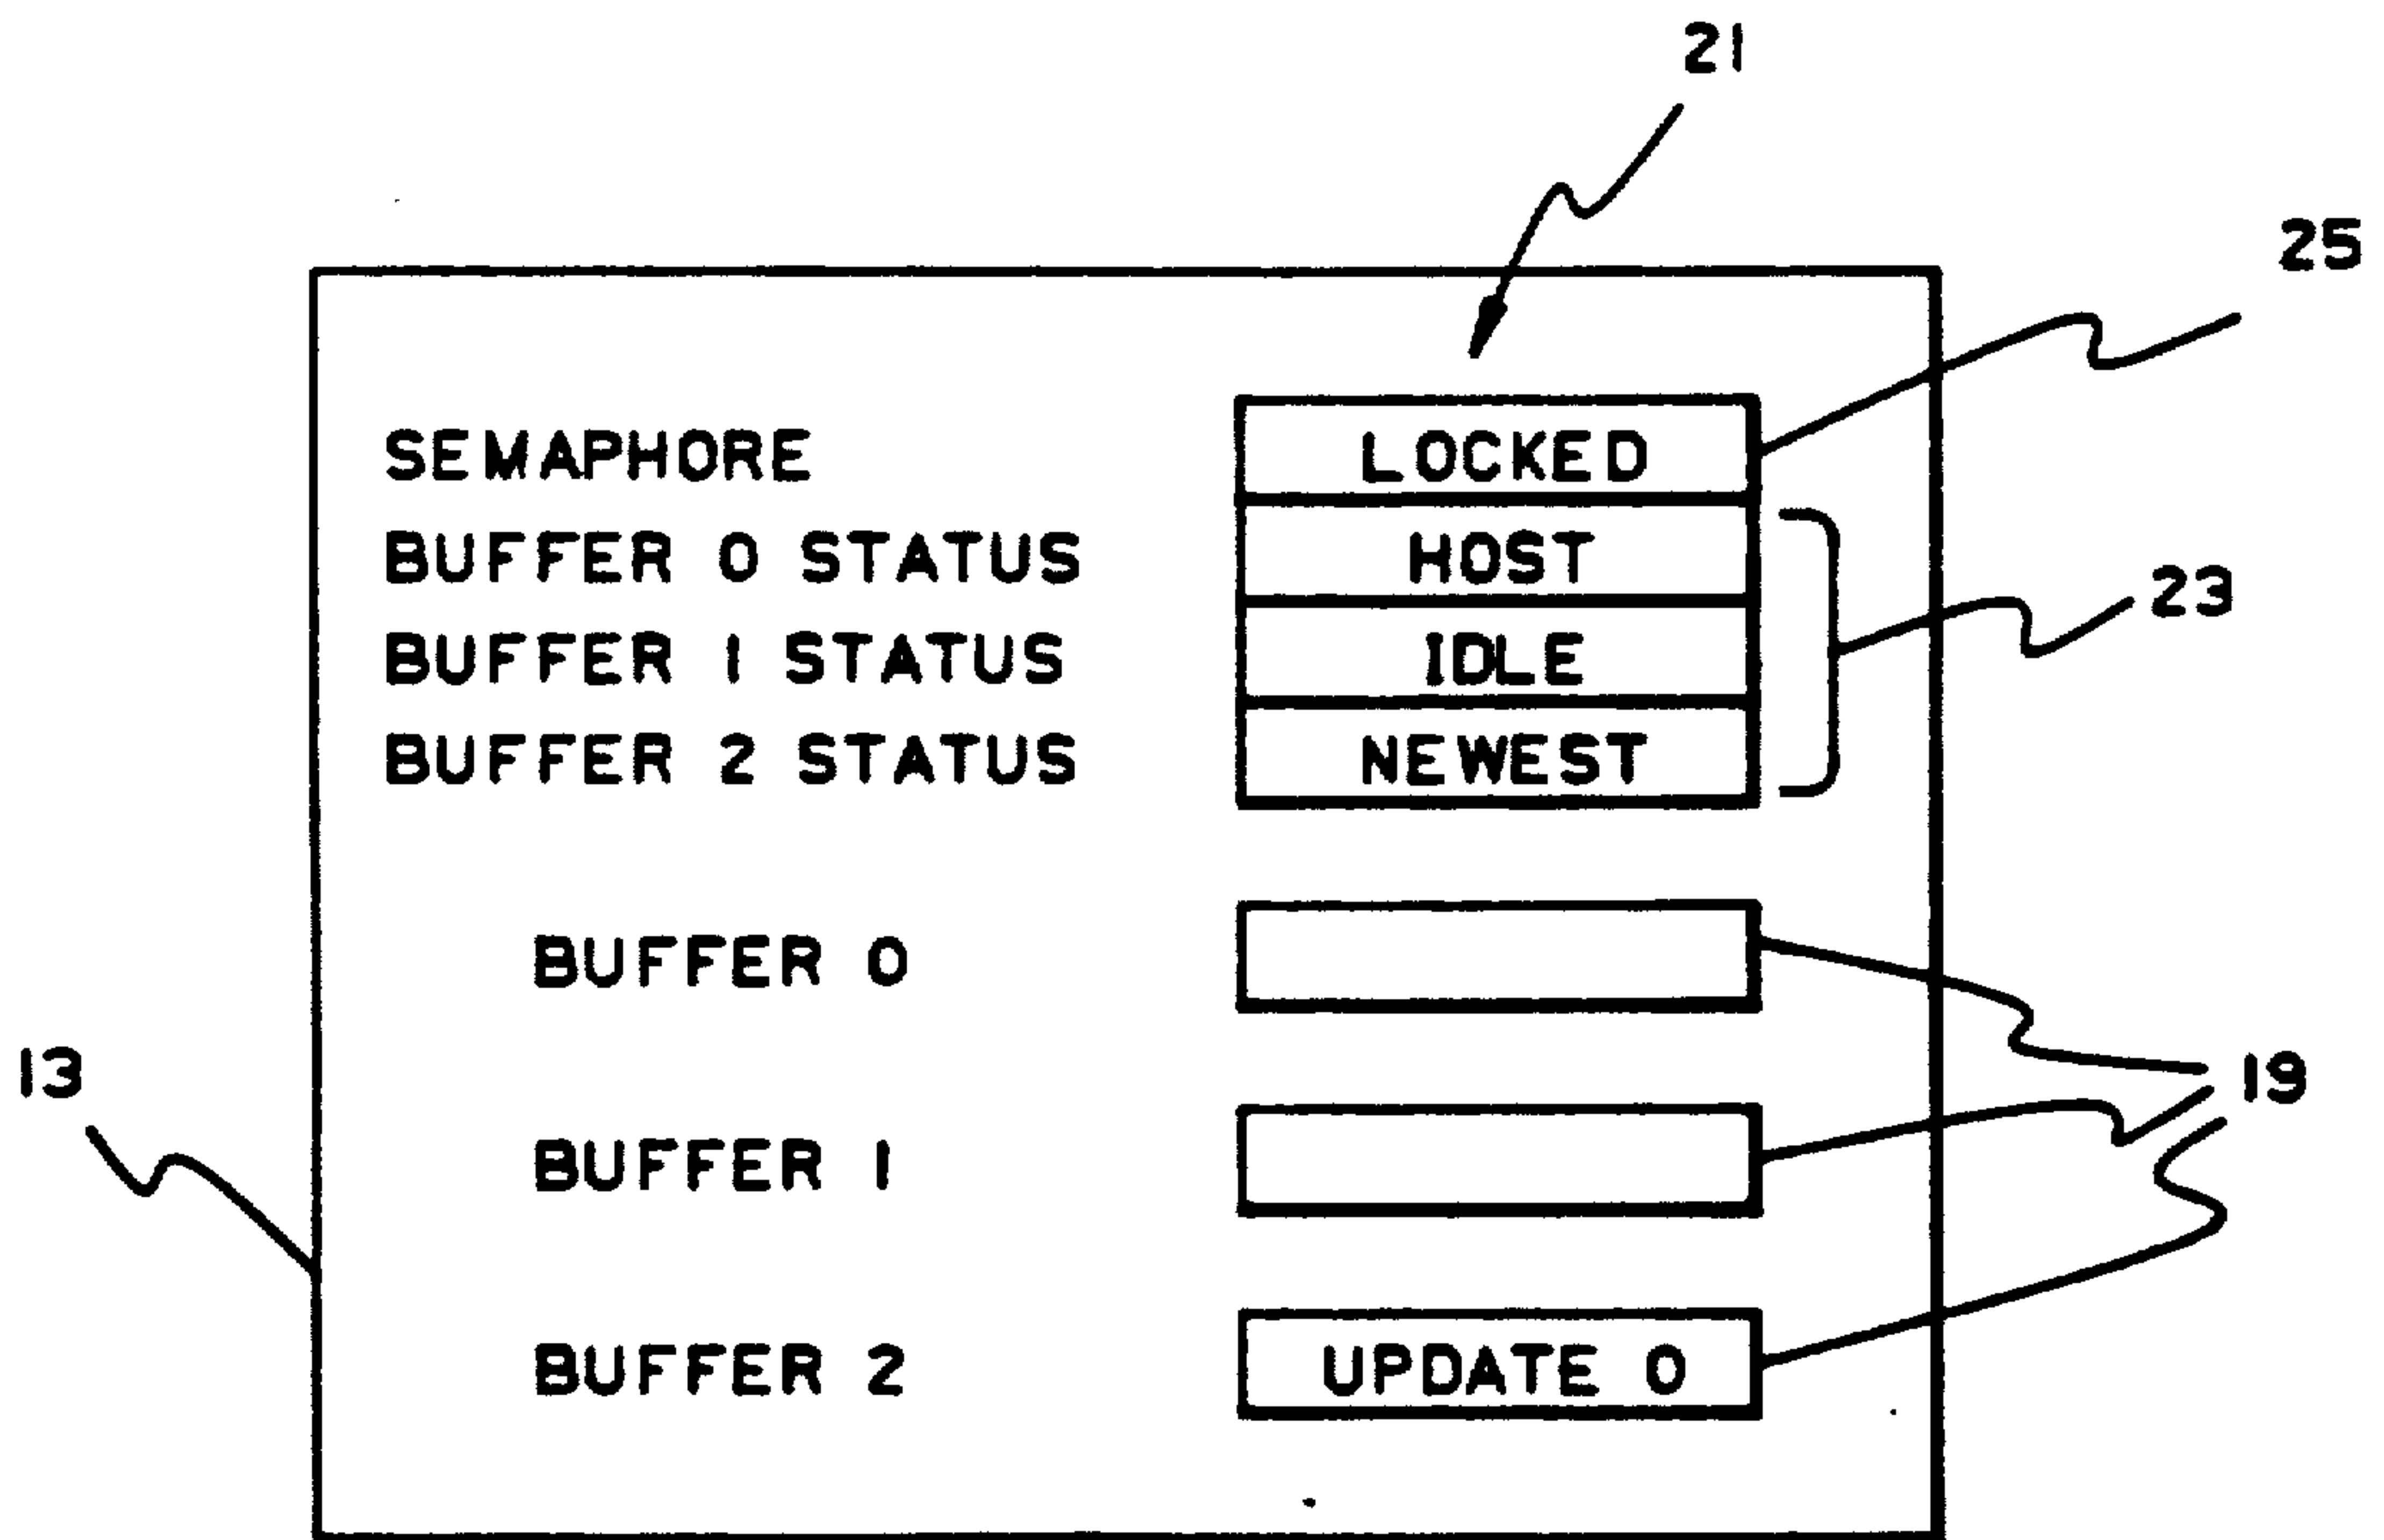 21
25
SEMAPHORE LOCKED
BUFFER 0 STATUS HOST
23
BUFFER 1 STATUS IDLE
BUFFER 2 STATUS NEWEST
BUFFER 0
13
19
BUFFER 1
BUFFER 2 UPDATE 0